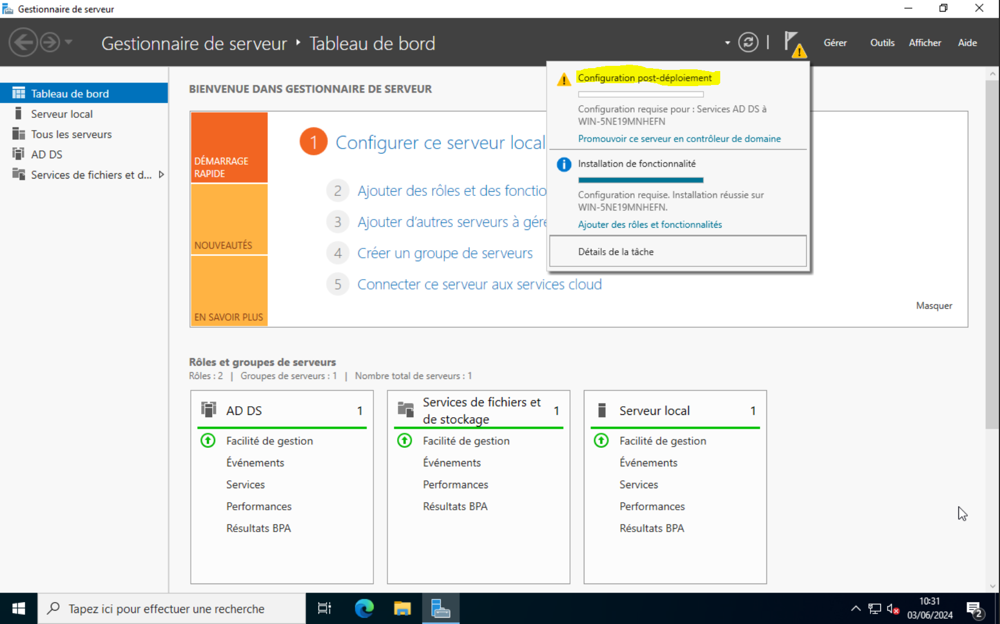 Gestionnaire de serveur
Gestionnaire de serveur ‣ Tableau de bord
Gérer
Outils
Afficher
Aide
Tableau de bord
Serveur local
Tous les serveurs
AD DS
Services de fichiers et d...
BIENVENUE DANS GESTIONNAIRE DE SERVEUR
DÉMARRAGE
RAPIDE
NOUVEAUTÉS
EN SAVOIR PLUS
1 Configurer ce serveur local
2 Ajouter des rôles et des fonctio
3 Ajouter d’autres serveurs à gére
4 Créer un groupe de serveurs
5 Connecter ce serveur aux services cloud
Masquer
Configuration post-déploiement
Configuration requise pour : Services AD DS à
WIN-5NE19MNHEFN
Promouvoir ce serveur en contrôleur de domaine
Installation de fonctionnalité
Configuration requise. Installation réussie sur
WIN-5NE19MNHEFN.
Ajouter des rôles et fonctionnalités
Détails de la tâche
Rôles et groupes de serveurs
Rôles : 2 | Groupes de serveurs : 1 | Nombre total de serveurs : 1
AD DS 1
Facilité de gestion
Événements
Services
Performances
Résultats BPA
Services de fichiers et
de stockage 1
Facilité de gestion
Événements
Performances
Résultats BPA
Serveur local 1
Facilité de gestion
Événements
Services
Performances
Résultats BPA
Tapez ici pour effectuer une recherche
10:31
03/06/2024
2